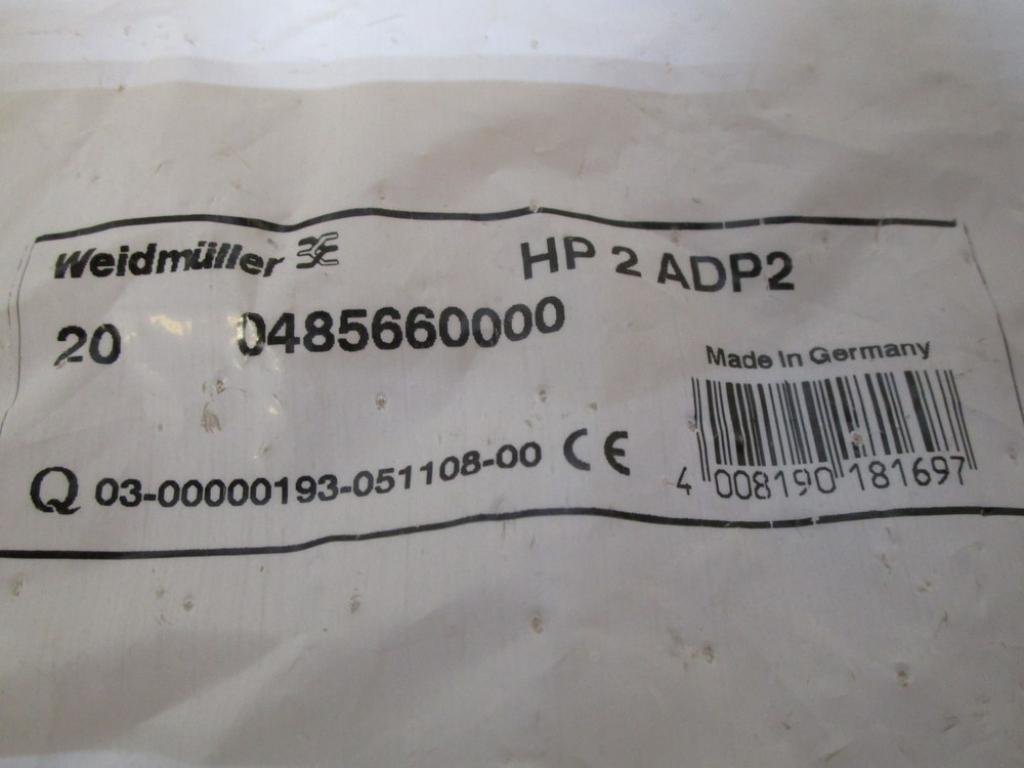 Weidmüller HP 2 ADP2
20 0485660000
Made In Germany
Q 03-00000193-051108-00 CE
4 008190 181697